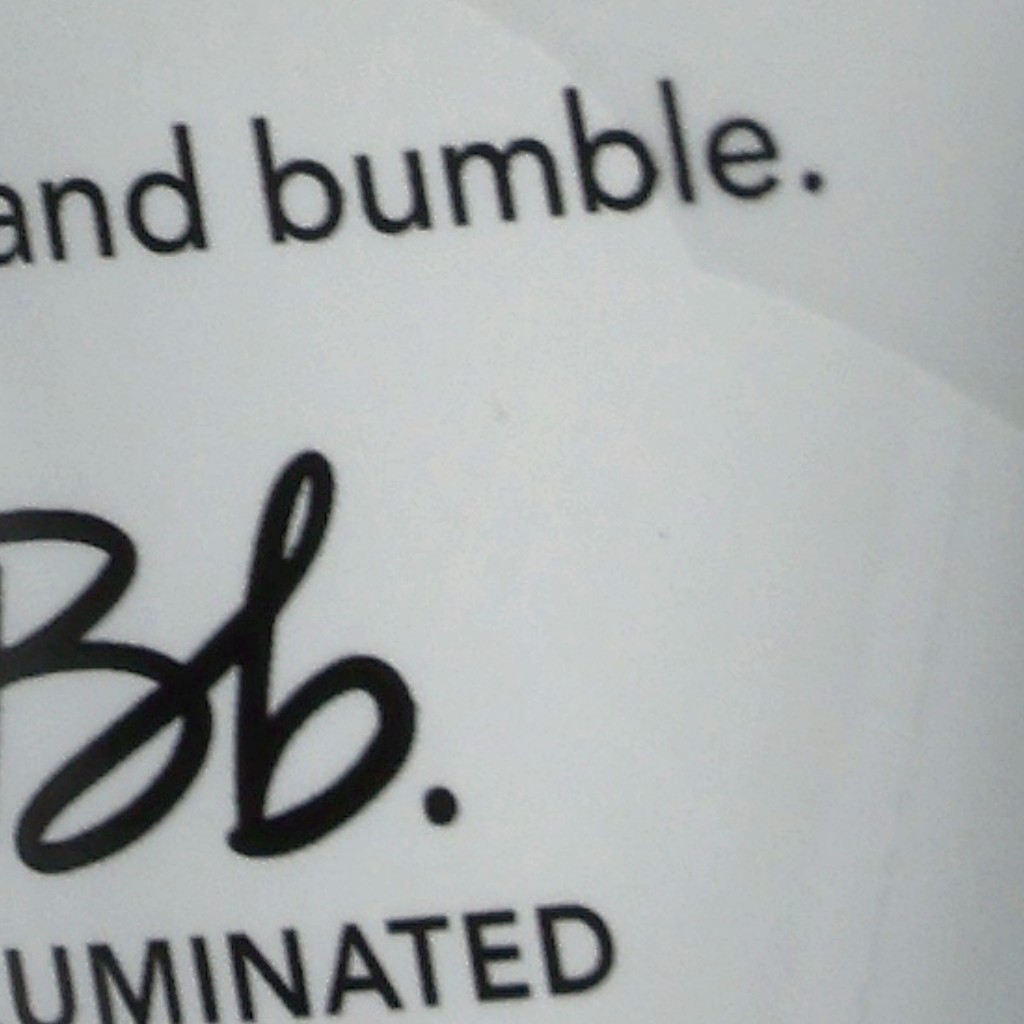 and bumble.
Bb.
UMINATED